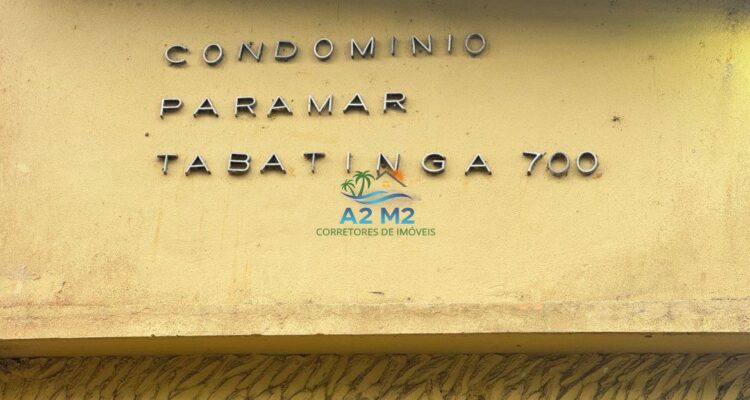 CONDOMINIO
PARAMAR
TABATINGA 700
A2 M2
CORRETORES DE IMÓVEIS